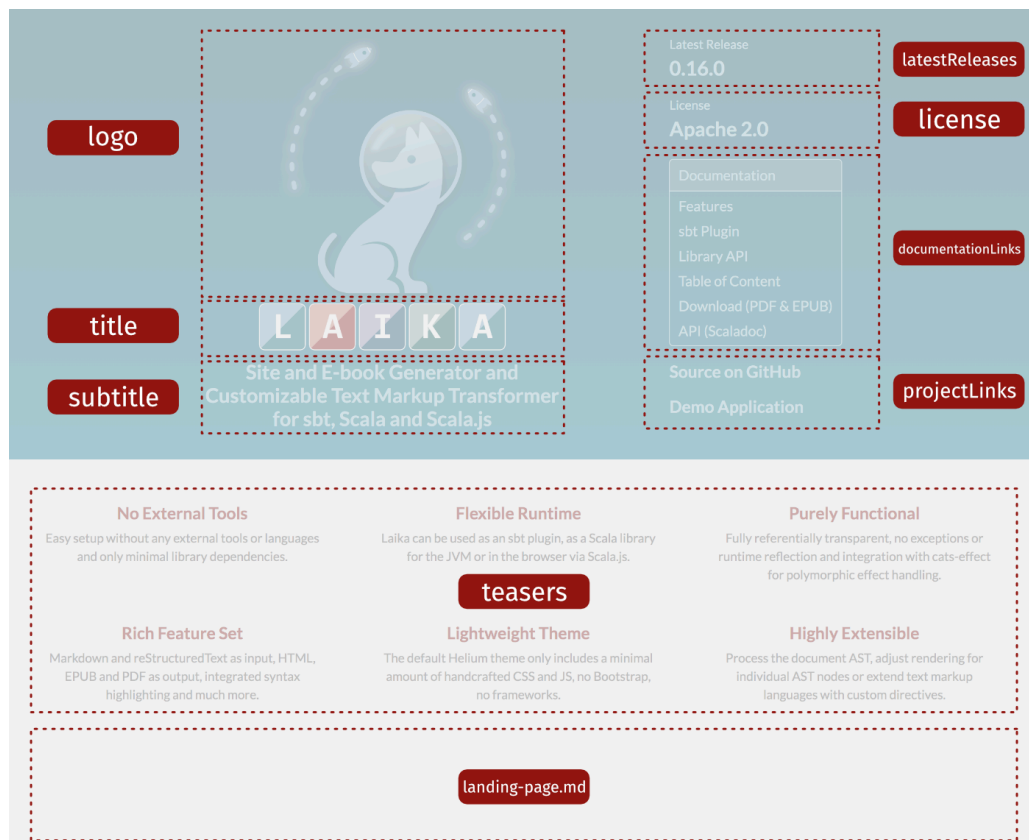 logo
title
L A I K A
subtitle
Site and E-book Generator and
Customizable Text Markup Transformer
for sbt, Scala and Scala.js
Latest Release
0.16.0
latestReleases
License
Apache 2.0
license
Documentation
Features
sbt Plugin
Library API
Table of Content
Download (PDF & EPUB)
API (Scaladoc)
documentationLinks
Source on GitHub
Demo Application
projectLinks
No External Tools
Easy setup without any external tools or languages
and only minimal library dependencies.
Flexible Runtime
Laika can be used as an sbt plugin, as a Scala library
for the JVM or in the browser via Scala.js.
Purely Functional
Fully referentially transparent, no exceptions or
runtime reflection and integration with cats-effect
for polymorphic effect handling.
teasers
Rich Feature Set
Markdown and reStructuredText as input, HTML,
EPUB and PDF as output, integrated syntax
highlighting and much more.
Lightweight Theme
The default Helium theme only includes a minimal
amount of handcrafted CSS and JS, no Bootstrap,
no frameworks.
Highly Extensible
Process the document AST, adjust rendering for
individual AST nodes or extend text markup
languages with custom directives.
landing-page.md